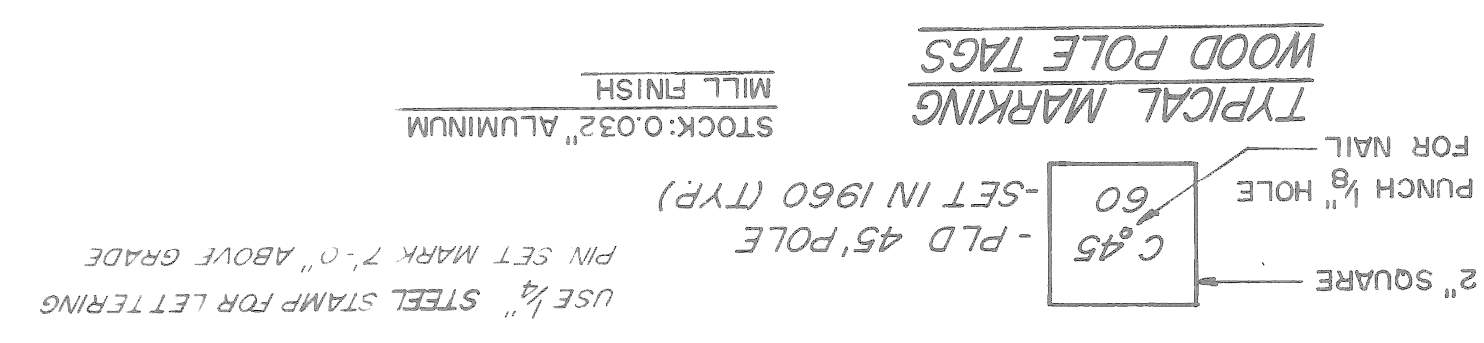 2" SQUARE
PUNCH 1/8" HOLE
FOR NAIL
C 45
60
- PLD 45' POLE
-SET IN 1960 (TYP.)
TYPICAL MARKING
WOOD POLE TAGS
USE 1/4" STEEL STAMP FOR LETTERING
PIN SET MARK 7'-0" ABOVE GRADE
STOCK:0.032" ALUMINUM
MILL FINISH